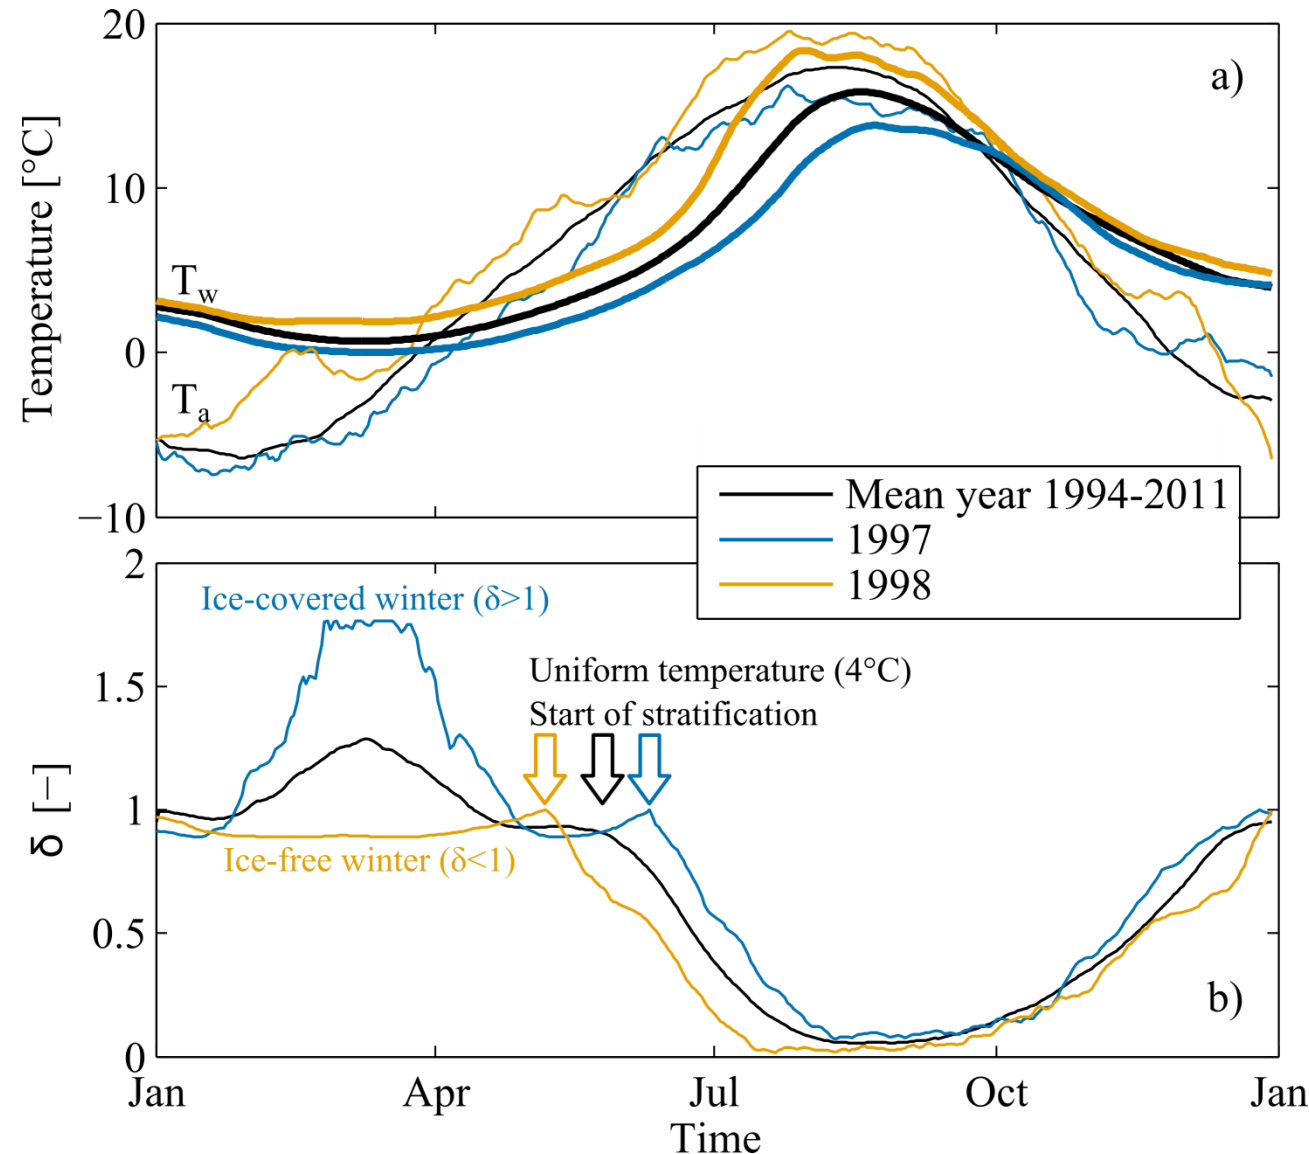 20
a)
10
0
−10
Temperature [°C]
T_w
T_a
Mean year 1994-2011
1997
1998
2
1.5
1
0.5
0
δ [−]
Ice-covered winter (δ>1)
Uniform temperature (4°C)
Start of stratification
Ice-free winter (δ<1)
b)
Jan Apr Jul Oct Jan
Time